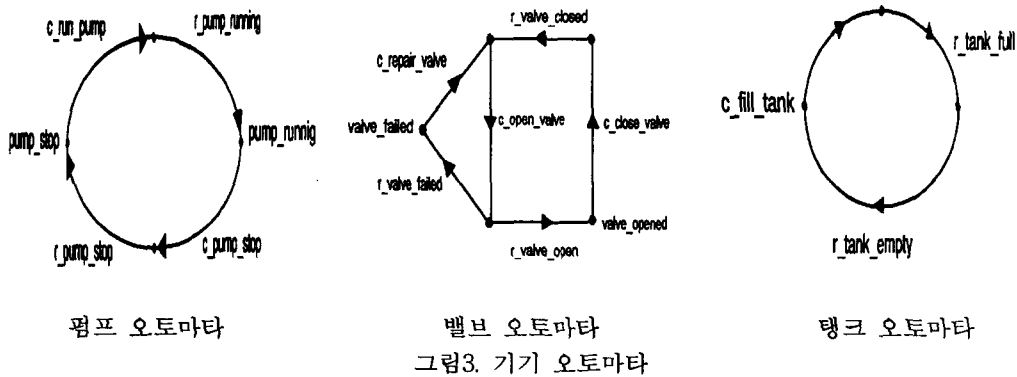 c_run_pump
r_pump_running
pump_stop
pump_runnig
r_pump_stop
c_pump_stop
펌프 오토마타
r_valve_closed
c_repair_valve
valve_failed
c_open_valve
c_close_valve
r_valve_failed
valve_opened
r_valve_open
밸브 오토마타
r_tank_full
c_fill_tank
r_tank_empty
탱크 오토마타
그림3. 기기 오토마타